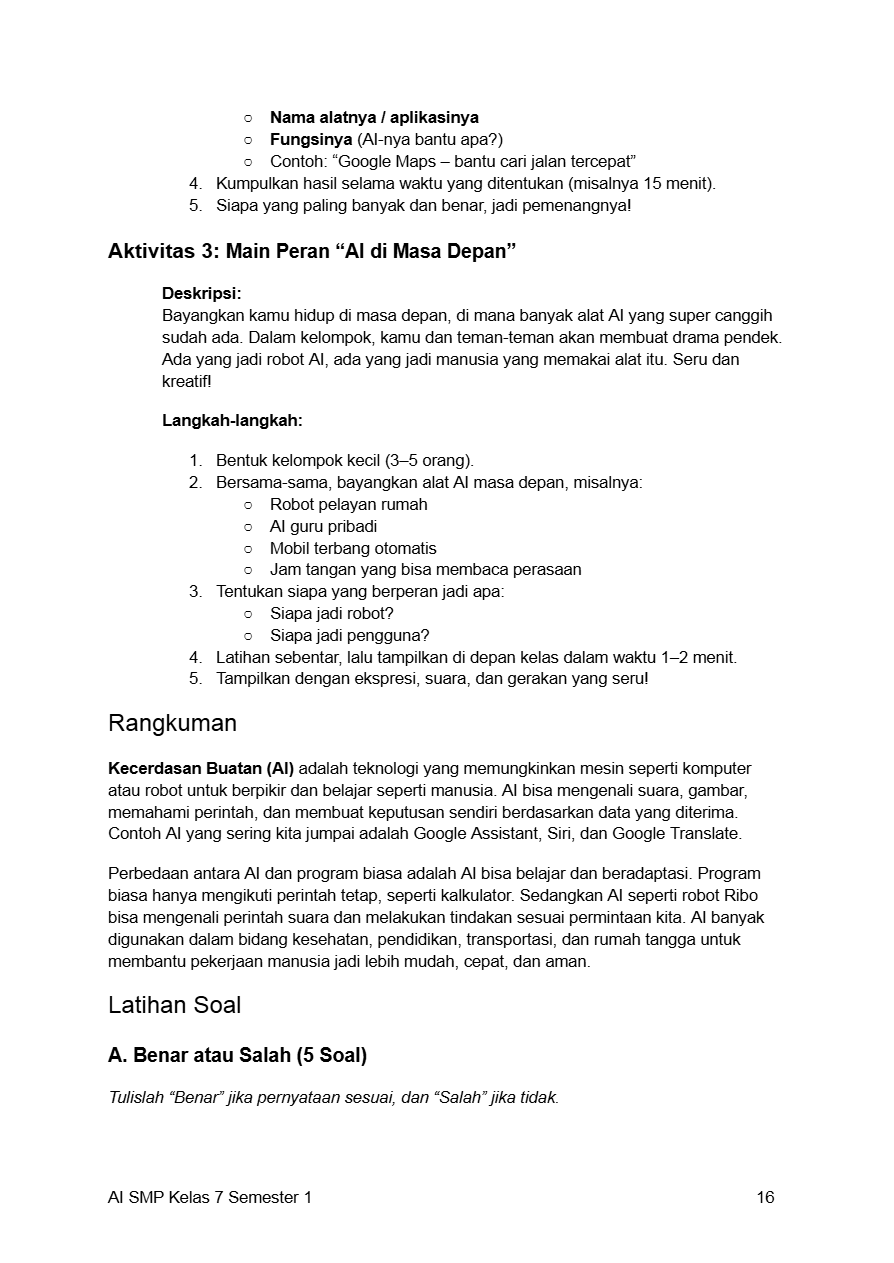 ○ Nama alatnya / aplikasinya
○ Fungsinya (AI-nya bantu apa?)
○ Contoh: “Google Maps – bantu cari jalan tercepat”
4. Kumpulkan hasil selama waktu yang ditentukan (misalnya 15 menit).
5. Siapa yang paling banyak dan benar, jadi pemenangnya!
Aktivitas 3: Main Peran “AI di Masa Depan”
Deskripsi:
Bayangkan kamu hidup di masa depan, di mana banyak alat AI yang super canggih
sudah ada. Dalam kelompok, kamu dan teman-teman akan membuat drama pendek.
Ada yang jadi robot AI, ada yang jadi manusia yang memakai alat itu. Seru dan
kreatif!
Langkah-langkah:
1. Bentuk kelompok kecil (3–5 orang).
2. Bersama-sama, bayangkan alat AI masa depan, misalnya:
○ Robot pelayan rumah
○ AI guru pribadi
○ Mobil terbang otomatis
○ Jam tangan yang bisa membaca perasaan
3. Tentukan siapa yang berperan jadi apa:
○ Siapa jadi robot?
○ Siapa jadi pengguna?
4. Latihan sebentar, lalu tampilkan di depan kelas dalam waktu 1–2 menit.
5. Tampilkan dengan ekspresi, suara, dan gerakan yang seru!
Rangkuman
Kecerdasan Buatan (AI) adalah teknologi yang memungkinkan mesin seperti komputer
atau robot untuk berpikir dan belajar seperti manusia. AI bisa mengenali suara, gambar,
memahami perintah, dan membuat keputusan sendiri berdasarkan data yang diterima.
Contoh AI yang sering kita jumpai adalah Google Assistant, Siri, dan Google Translate.
Perbedaan antara AI dan program biasa adalah AI bisa belajar dan beradaptasi. Program
biasa hanya mengikuti perintah tetap, seperti kalkulator. Sedangkan AI seperti robot Ribo
bisa mengenali perintah suara dan melakukan tindakan sesuai permintaan kita. AI banyak
digunakan dalam bidang kesehatan, pendidikan, transportasi, dan rumah tangga untuk
membantu pekerjaan manusia jadi lebih mudah, cepat, dan aman.
Latihan Soal
A. Benar atau Salah (5 Soal)
Tulislah “Benar” jika pernyataan sesuai, dan “Salah” jika tidak.
AI SMP Kelas 7 Semester 1 16